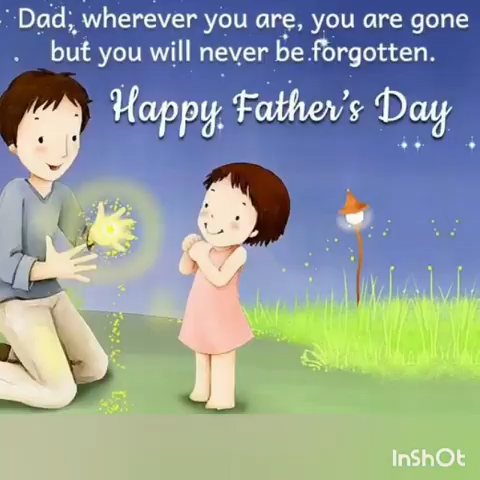 Dad, wherever you are, you are gone
but you will never be forgotten.
Happy Father's Day
InShOt